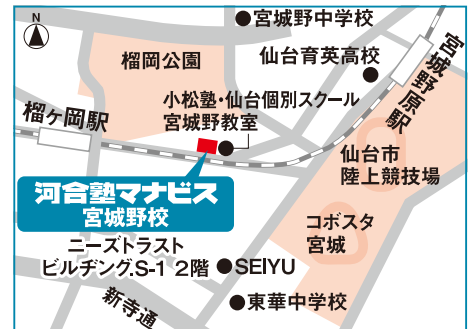 N
宮城野中学校
榴岡公園
仙台育英高校
宮城野原駅
小松塾・仙台個別スクール
宮城野教室
榴ヶ岡駅
仙台市
陸上競技場
河合塾マナビス
宮城野校
コボスタ
宮城
ニーズトラスト
ビルヂング.S-1 2階
SEIYU
新寺通
東華中学校